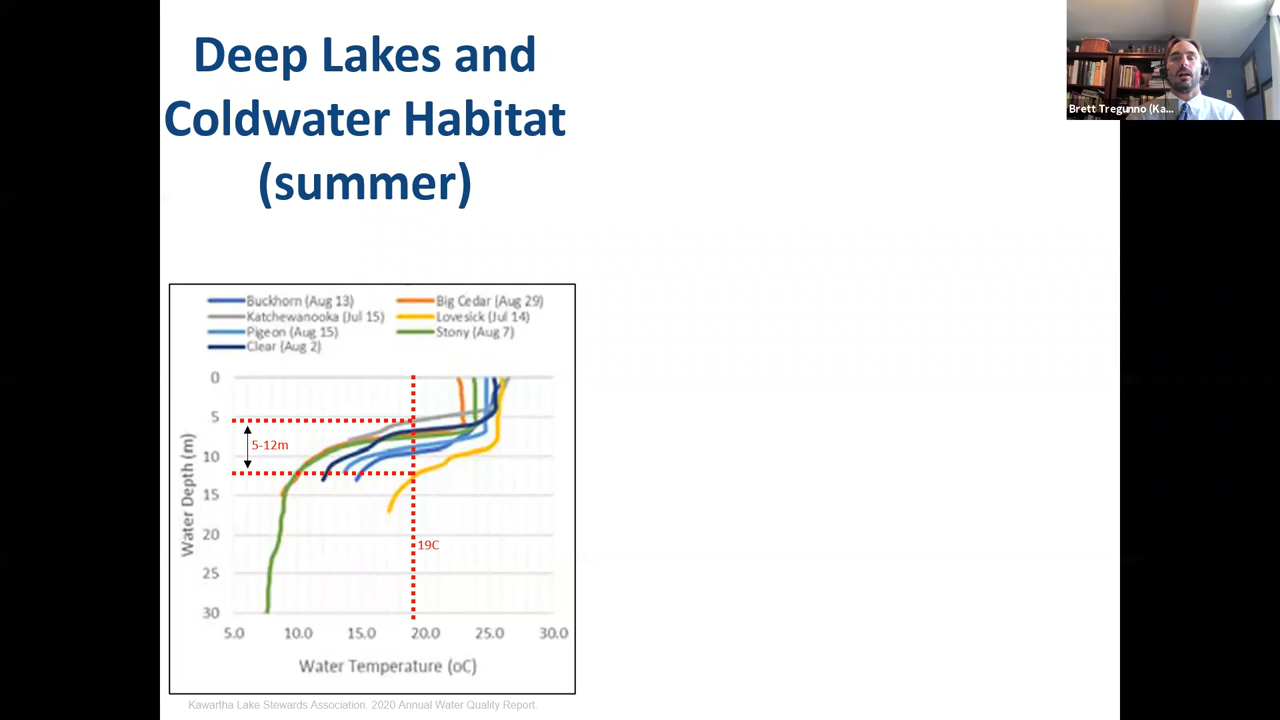 Deep Lakes and
Coldwater Habitat
(summer)
Brett Tregunno (Ka...
Buckhorn (Aug 13)
Big Cedar (Aug 29)
Katchewanooka (Jul 15)
Lovesick (Jul 14)
Pigeon (Aug 15)
Stony (Aug 7)
Clear (Aug 2)
0
5
10
15
20
25
30
Water Depth (m)
5-12m
19C
5.0 10.0 15.0 20.0 25.0 30.0
Water Temperature (oC)
Kawartha Lake Stewards Association. 2020 Annual Water Quality Report.